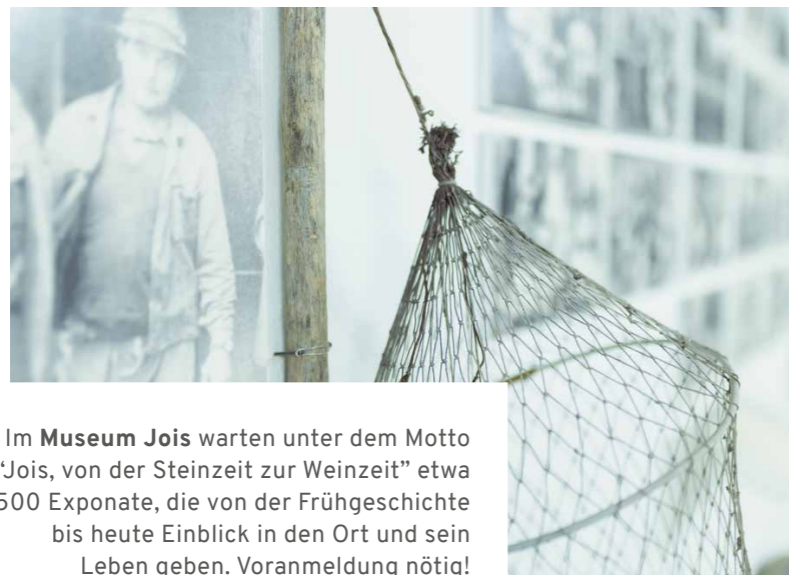 Im Museum Jois warten unter dem Motto
“Jois, von der Steinzeit zur Weinzeit” etwa
500 Exponate, die von der Frühgeschichte
bis heute Einblick in den Ort und sein
Leben geben. Voranmeldung nötig!